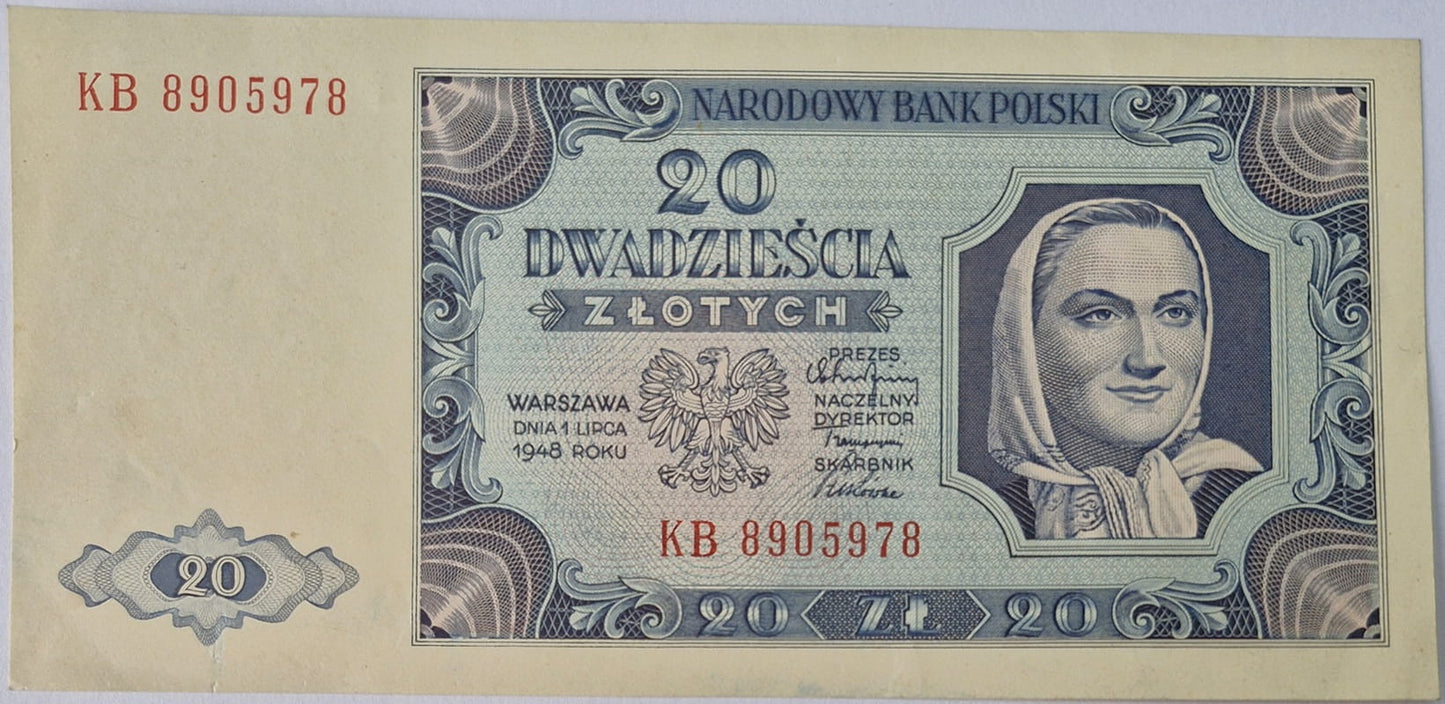 KB 8905978
NARODOWY BANK POLSKI
20
DWADZIEŚCIA
ZŁOTYCH
WARSZAWA
DNIA 1 LIPCA
1948 ROKU
PREZES
NACZELNY
DYREKTOR
SKARBNIK
KB 8905978
20
20 ZŁ 20